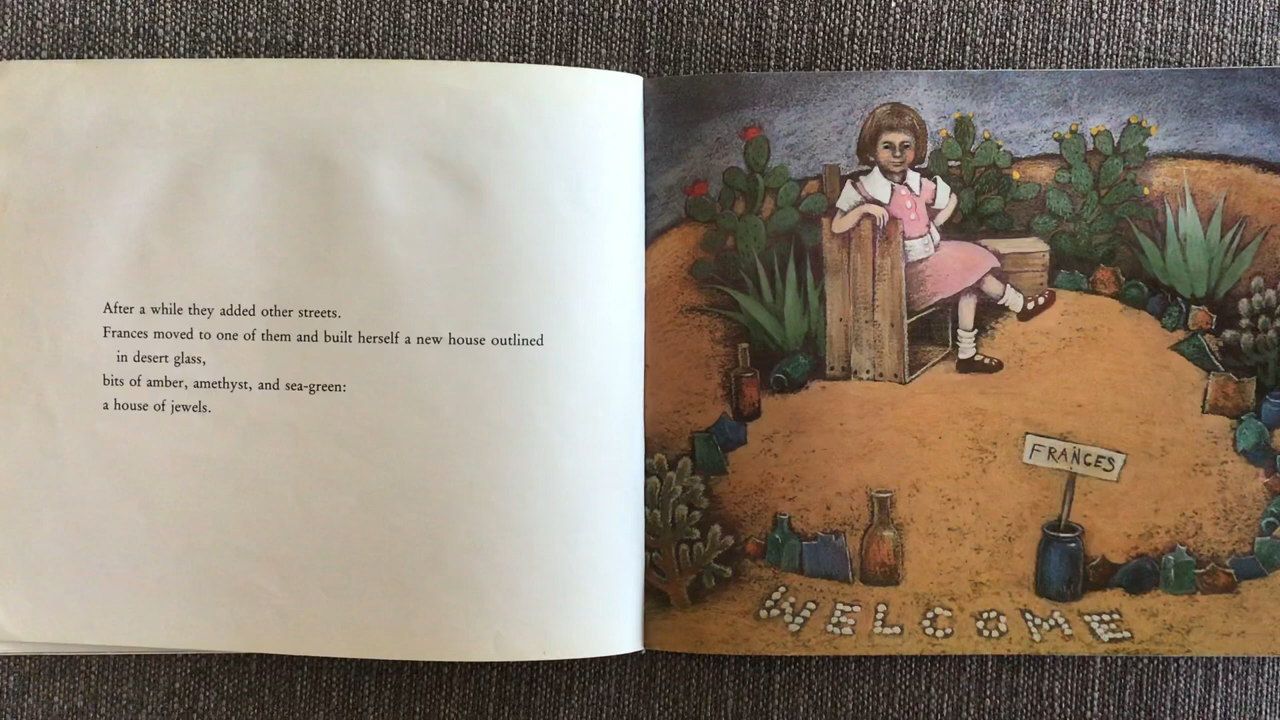 After a while they added other streets.
Frances moved to one of them and built herself a new house outlined
in desert glass,
bits of amber, amethyst, and sea-green:
a house of jewels.
FRANCES
WELCOME